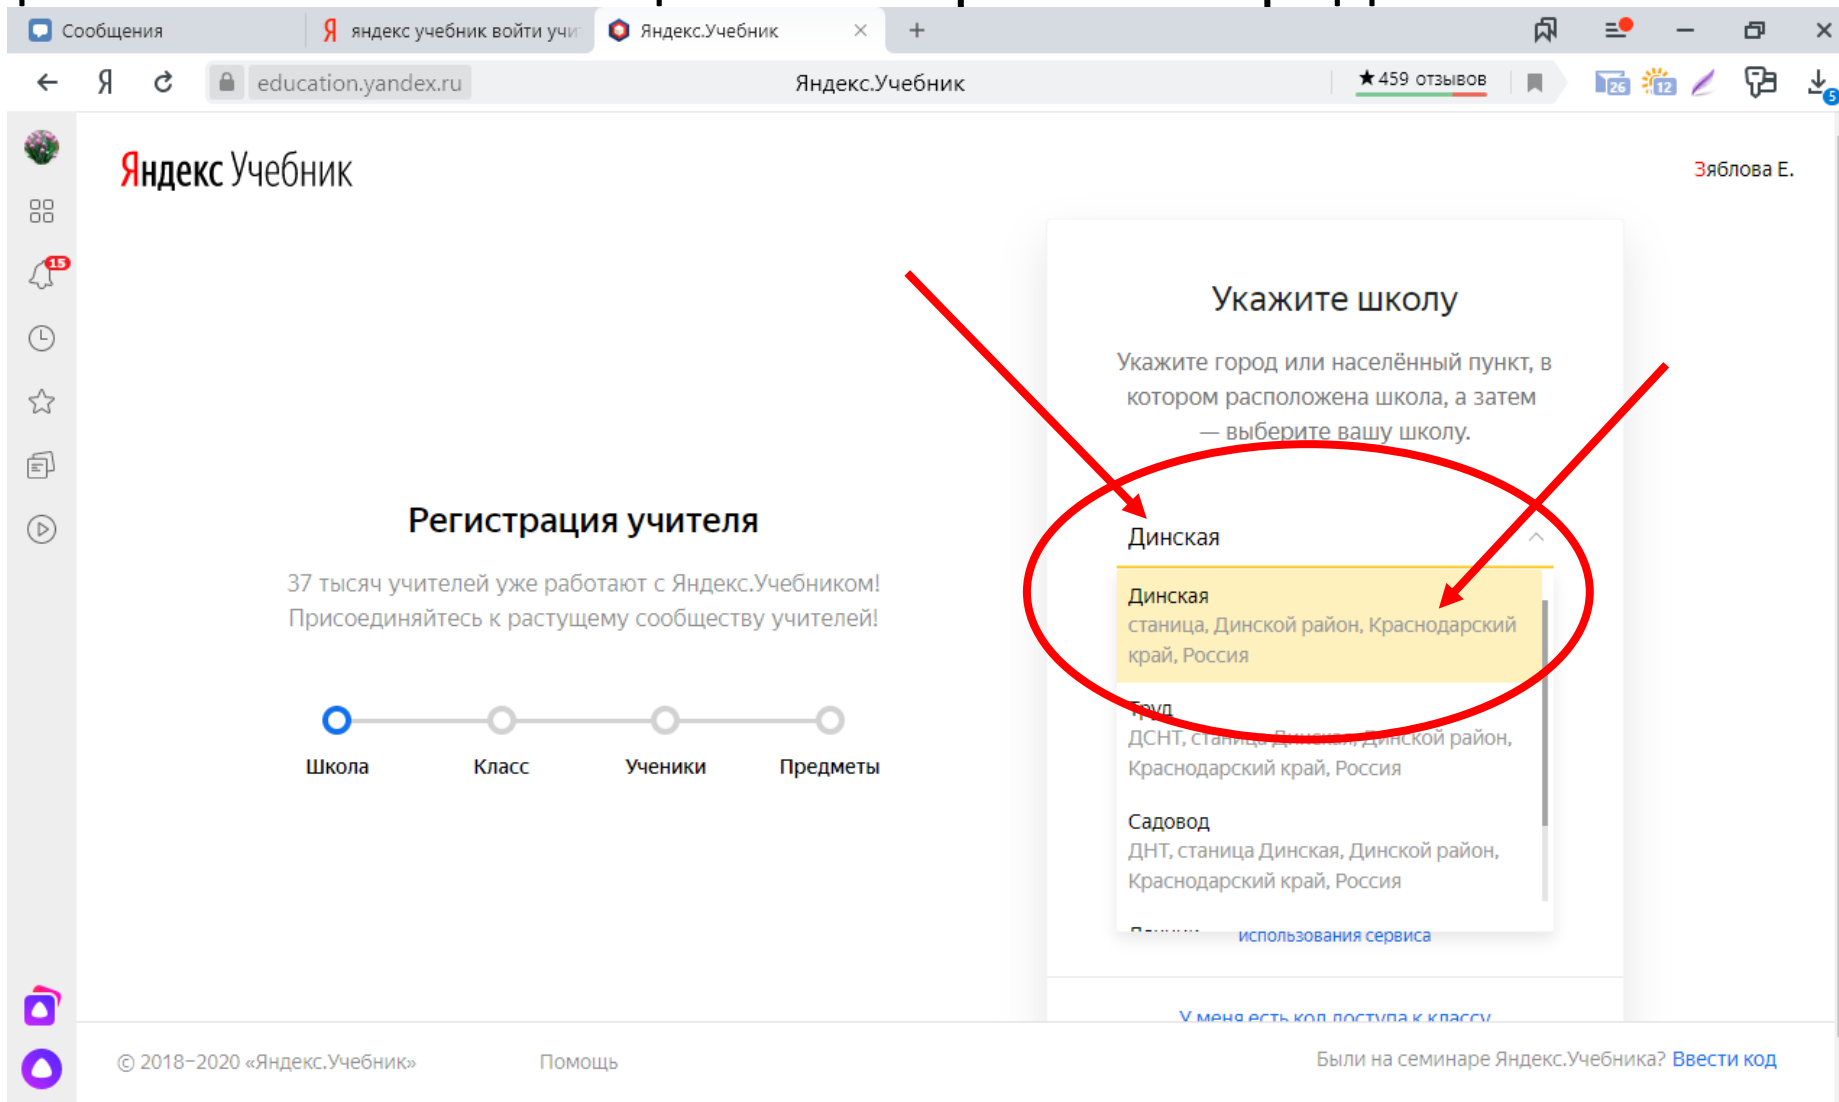 Сообщения
яндекс учебник войти учи
Яндекс.Учебник
education.yandex.ru
Яндекс.Учебник
★459 отзывов
26
12
5
Яндекс Учебник
Зяблова Е.
15
Укажите школу
Укажите город или населённый пункт, в
котором расположена школа, а затем
— выберите вашу школу.
Регистрация учителя
37 тысяч учителей уже работают с Яндекс.Учебником!
Присоединяйтесь к растущему сообществу учителей!
Школа
Класс
Ученики
Предметы
Динская
Динская
станица, Динской район, Краснодарский
край, Россия
Труд
ДСНТ, станица Динская, Динской район,
Краснодарский край, Россия
Садовод
ДНТ, станица Динская, Динской район,
Краснодарский край, Россия
использования сервиса
У меня есть код доступа к классу
© 2018–2020 «Яндекс.Учебник»
Помощь
Были на семинаре Яндекс.Учебника? Ввести код